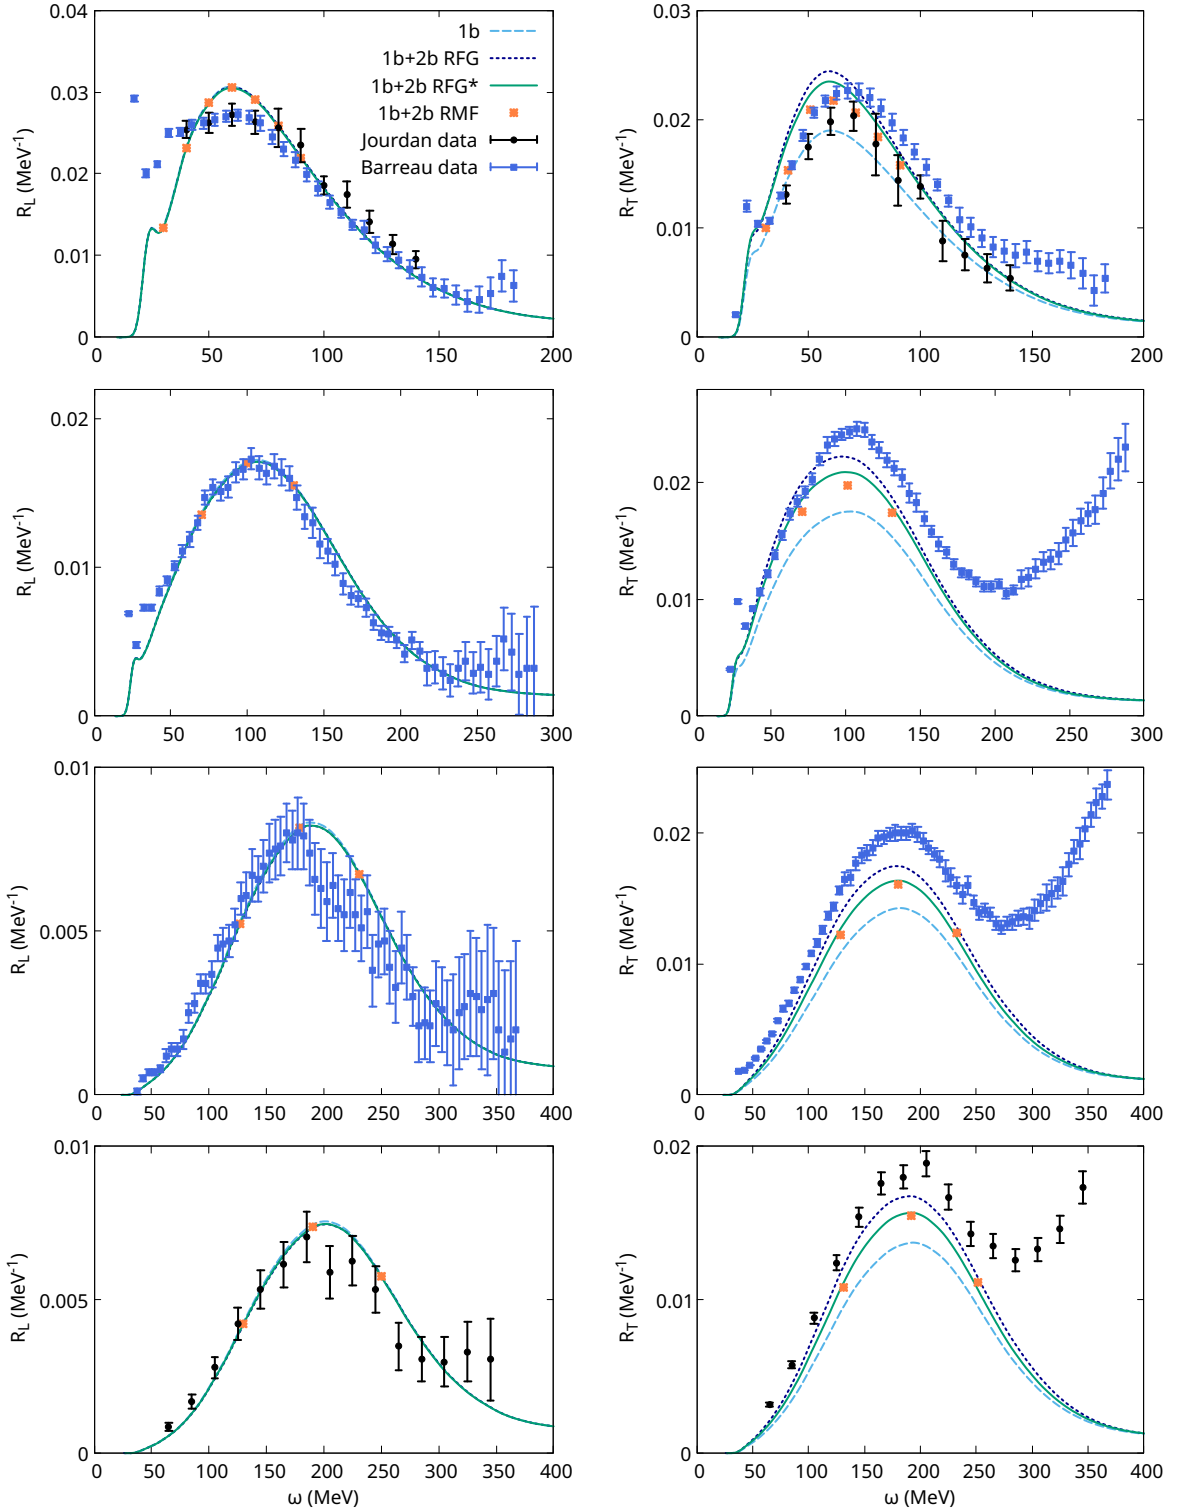 0.04
0.03
0.02
0.01
0
R_L (MeV^-1)
0 50 100 150 200
1b
1b+2b RFG
1b+2b RFG*
1b+2b RMF
Jourdan data
Barreau data
0.03
0.02
0.01
0
R_T (MeV^-1)
0 50 100 150 200
0.02
0.01
0
R_L (MeV^-1)
0 50 100 150 200 250 300
0.02
0.01
0
R_T (MeV^-1)
0 50 100 150 200 250 300
0.01
0.005
0
R_L (MeV^-1)
0 50 100 150 200 250 300 350 400
0.02
0.01
0
R_T (MeV^-1)
0 50 100 150 200 250 300 350 400
0.01
0.005
0
R_L (MeV^-1)
0 50 100 150 200 250 300 350 400
ω (MeV)
0.02
0.01
0
R_T (MeV^-1)
0 50 100 150 200 250 300 350 400
ω (MeV)